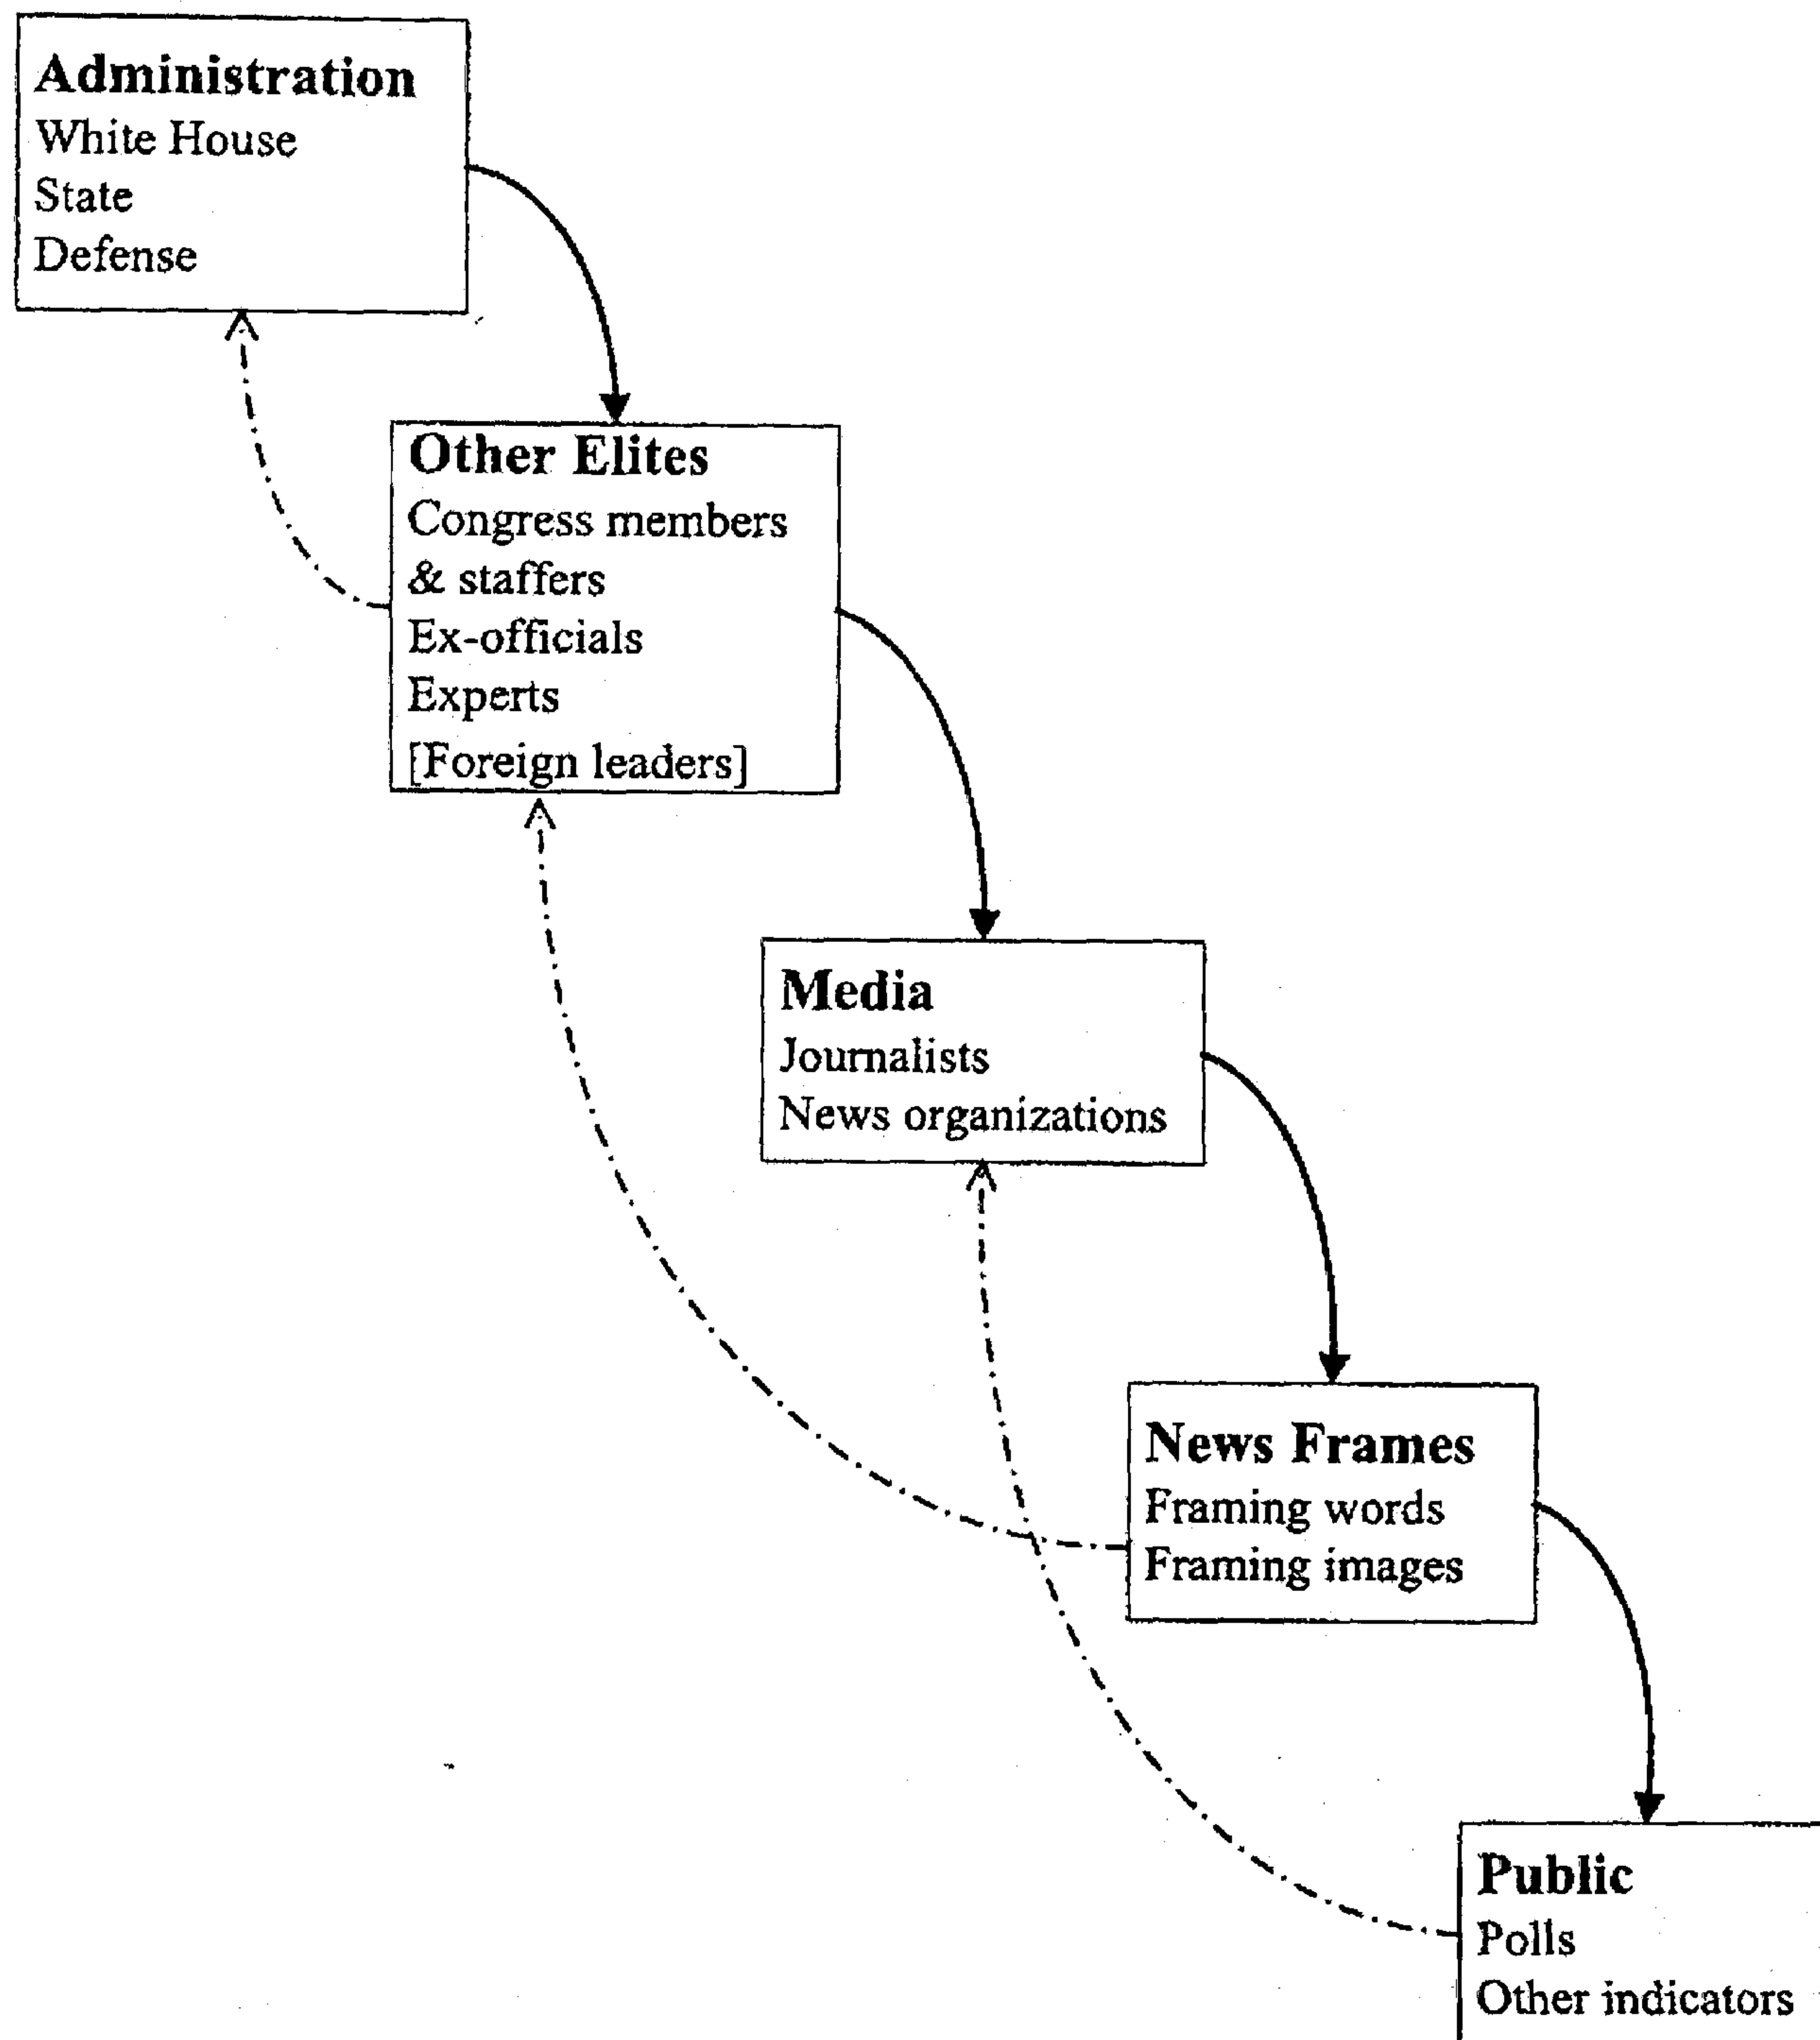 Administration
White House
State
Defense
Other Elites
Congress members
& staffers
Ex-officials
Experts
[Foreign leaders]
Media
Journalists
News organizations
News Frames
Framing words
Framing images
Public
Polls
Other indicators